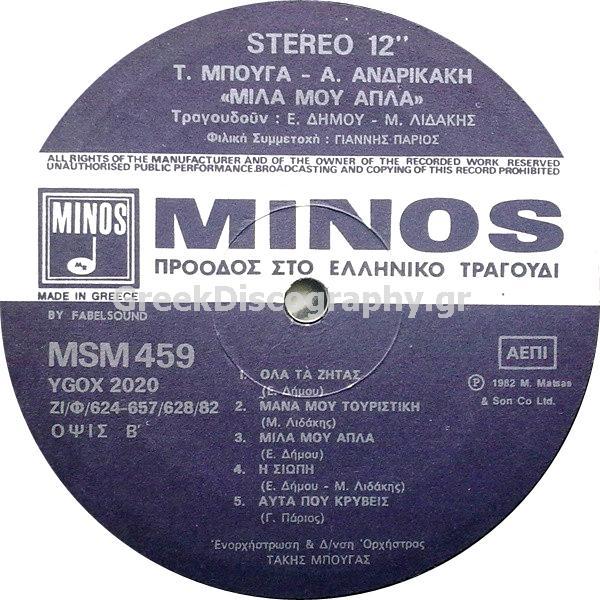 STEREO 12"
Τ. ΜΠΟΥΓΑ – Α. ΑΝΔΡΙΚΑΚΗ
«ΜΙΛΑ ΜΟΥ ΑΠΛΑ»
Τραγουδοῦν : Ε. ΔΗΜΟΥ - Μ. ΛΙΔΑΚΗΣ
Φιλική Συμμετοχή : ΓΙΑΝΝΗΣ ΠΑΡΙΟΣ
ALL RIGHTS OF THE MANUFACTURER AND OF THE OWNER OF THE RECORDED WORK RESERVED
UNAUTHORISED PUBLIC PERFORMANCE.BROADCASTING AND COPYING OF THIS RECORD PROHIBITED
MINOS
MINOS
ΠΡΟΟΔΟΣ ΣΤΟ ΕΛΛΗΝΙΚΟ ΤΡΑΓΟΥΔΙ
MADE IN GREECE
GreekDiscography.gr
BY FABELSOUND
MSM 459
YGOX 2020
ΖΙ/Φ/624-657/628/82
ΟΨΙΣ Β΄
ΑΕΠΙ
Ⓟ 1982 M. Matsas
& Son Co Ltd.
1. ΟΛΑ ΤΑ ΖΗΤΑΣ
(Ε. Δήμου)
2. ΜΑΝΑ ΜΟΥ ΤΟΥΡΙΣΤΙΚΗ
(Μ. Λιδάκης)
3. ΜΙΛΑ ΜΟΥ ΑΠΛΑ
(Ε. Δήμου)
4. Η ΣΙΩΠΗ
(Ε. Δήμου - Μ. Λιδάκης)
5. ΑΥΤΑ ΠΟΥ ΚΡΥΒΕΙΣ
(Γ. Πάριος)
Ἐνορχήστρωση & Δ/νση Ὀρχήστρας
ΤΑΚΗΣ ΜΠΟΥΓΑΣ